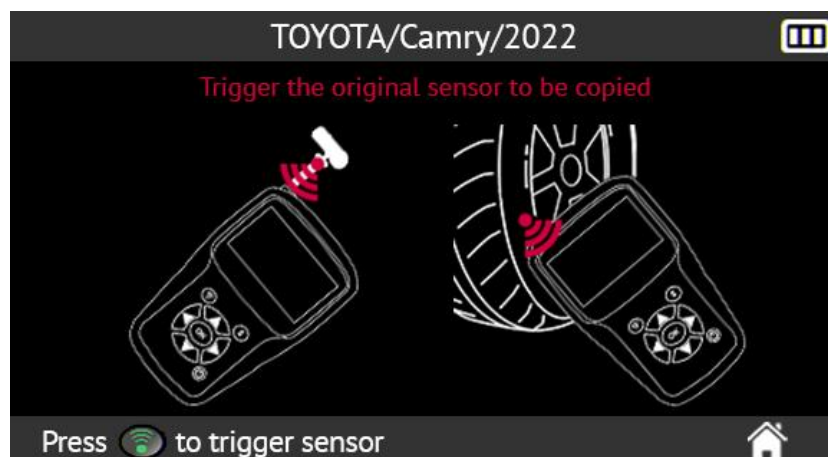 TOYOTA/Camry/2022
Trigger the original sensor to be copied
Press to trigger sensor